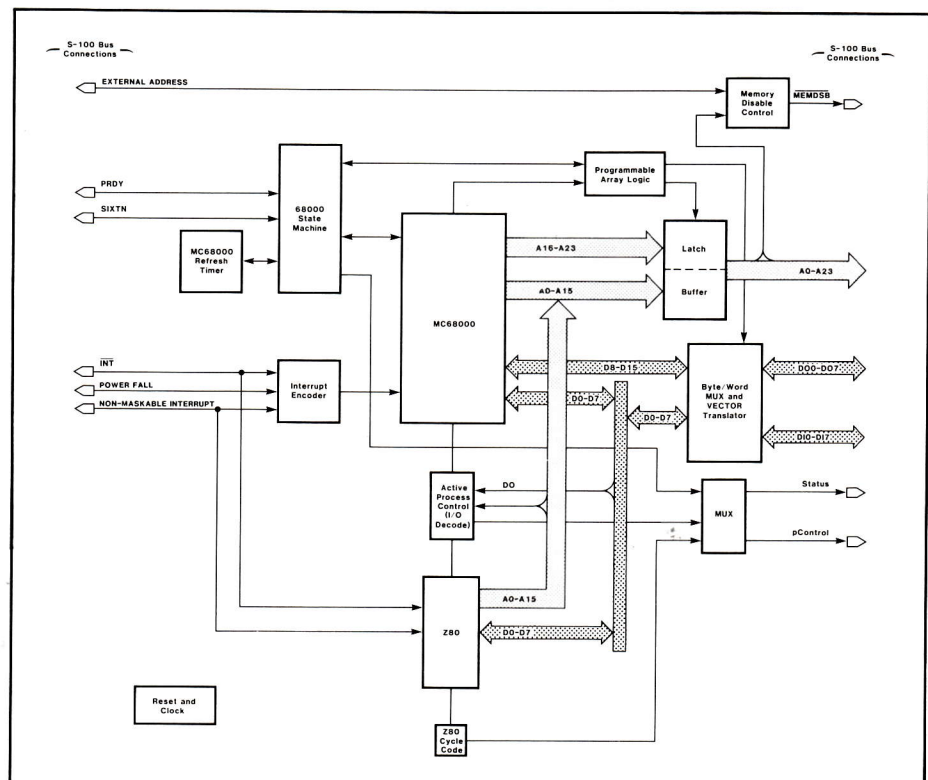 S-100 Bus
Connections
S-100 Bus
Connections
EXTERNAL ADDRESS
Memory
Disable
Control
MEMDSB
Programmable
Array Logic
PRDY
SIXTN
68000
State
Machine
MC68000
Refresh
Timer
A16-A23
Latch
A0-A15
Buffer
A0-A23
MC68000
INT
POWER FALL
NON-MASKABLE INTERRUPT
Interrupt
Encoder
D8-D15
D0-D7
D0-D7
Byte/Word
MUX and
VECTOR
Translator
DO0-DO7
DI0-DI7
Active
Process
Control
(I/O
Decode)
DO
MUX
Status
pControl
Z80
A0-A15
D0-D7
Reset and
Clock
Z80
Cycle
Code